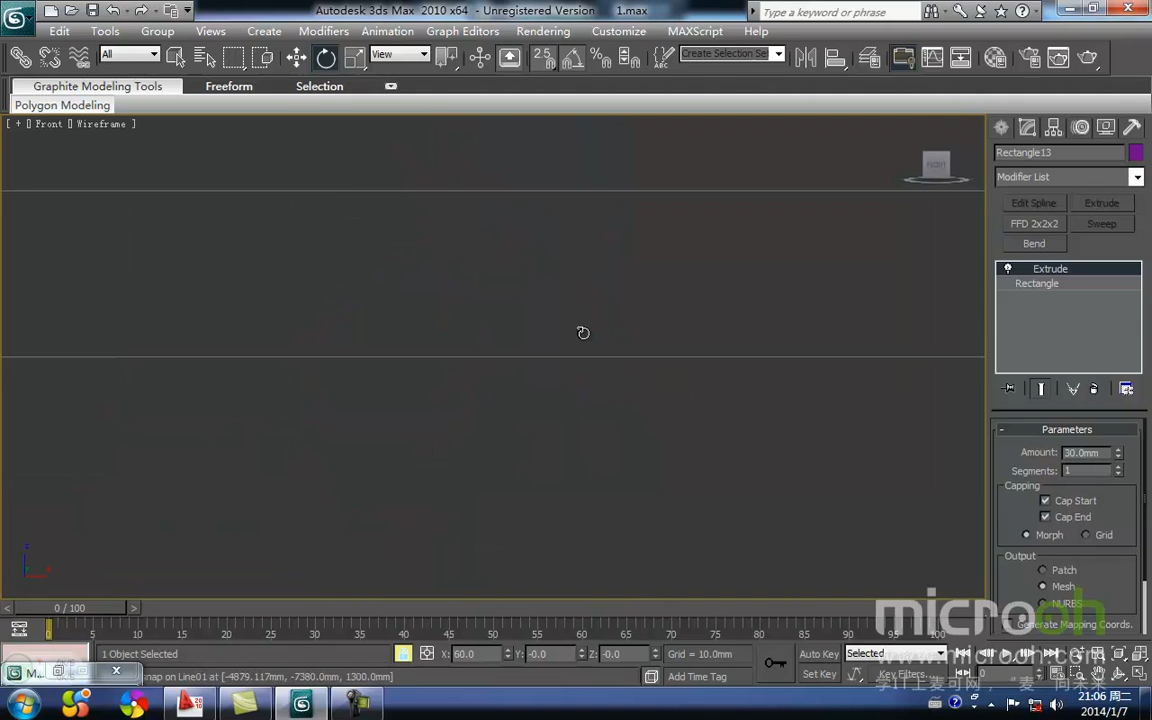 Autodesk 3ds Max 2010 x64 - Unregistered Version 1.max
Type a keyword or phrase
Edit Tools Group Views Create Modifiers Animation Graph Editors Rendering Customize MAXScript Help
All View 2.5 Create Selection Se
Graphite Modeling Tools Freeform Selection
Polygon Modeling
[ + ] Front [] Wireframe ]
Rectangle13
Modifier List
Edit Spline Extrude
FFD 2x2x2 Sweep
Bend
Extrude
Rectangle
Parameters
Amount: 30.0mm
Segments: 1
Capping
Cap Start
Cap End
Morph Grid
Output
Patch
Mesh
NURBS
Generate Mapping Coords.
microoh
www.microoh.com
0 / 100
0 5 10 15 20 25 30 35 40 45 50 55 60 65 70 75 80 85 90 95 100
1 Object Selected X: 60.0 Y: -0.0 Z: -0.0 Grid = 10.0mm Auto Key Selected
M... snap on Line01 at [-4879.117mm, -7380.0mm, 1300.0mm] Add Time Tag Set Key Key Filters... 0
21:06 周二
2014/1/7